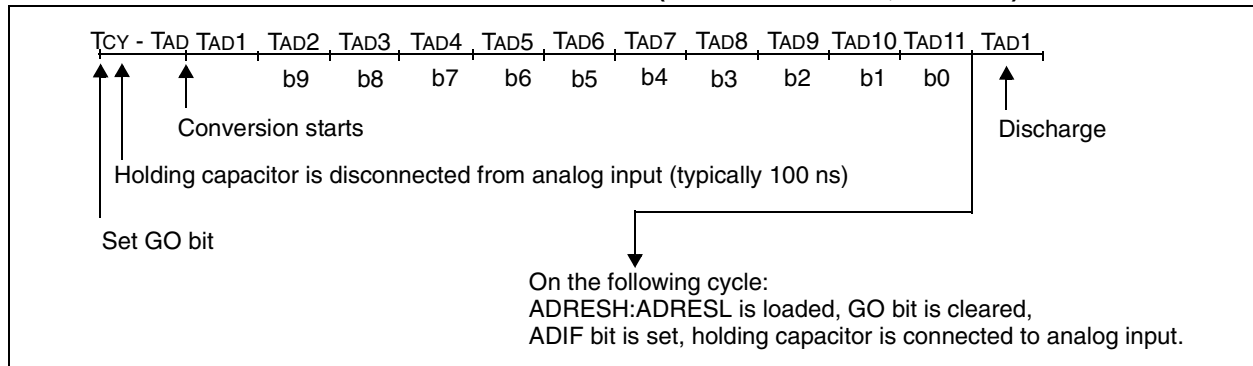 TCY - TAD TAD1 TAD2 TAD3 TAD4 TAD5 TAD6 TAD7 TAD8 TAD9 TAD10 TAD11 TAD1
b9 b8 b7 b6 b5 b4 b3 b2 b1 b0
Conversion starts
Discharge
Holding capacitor is disconnected from analog input (typically 100 ns)
Set GO bit
On the following cycle:
ADRESH:ADRESL is loaded, GO bit is cleared,
ADIF bit is set, holding capacitor is connected to analog input.